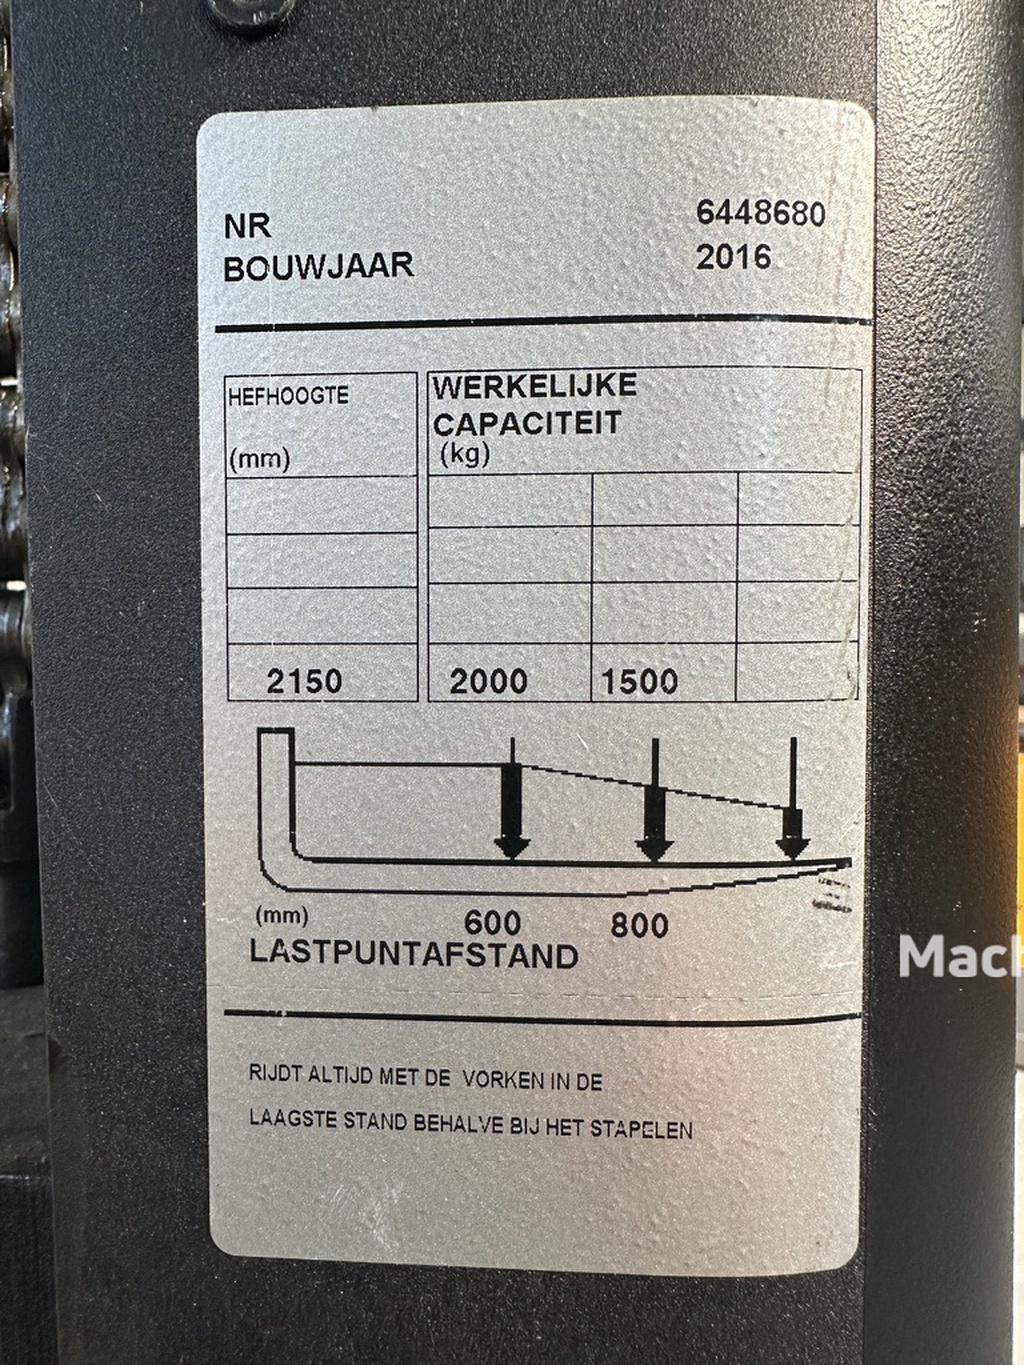 NR 6448680
BOUWJAAR 2016
HEFHOOGTE
(mm)
WERKELIJKE
CAPACITEIT
(kg)
2150 2000 1500
(mm) 600 800
LASTPUNTAFSTAND
RIJDT ALTIJD MET DE VORKEN IN DE
LAAGSTE STAND BEHALVE BIJ HET STAPELEN
Mach